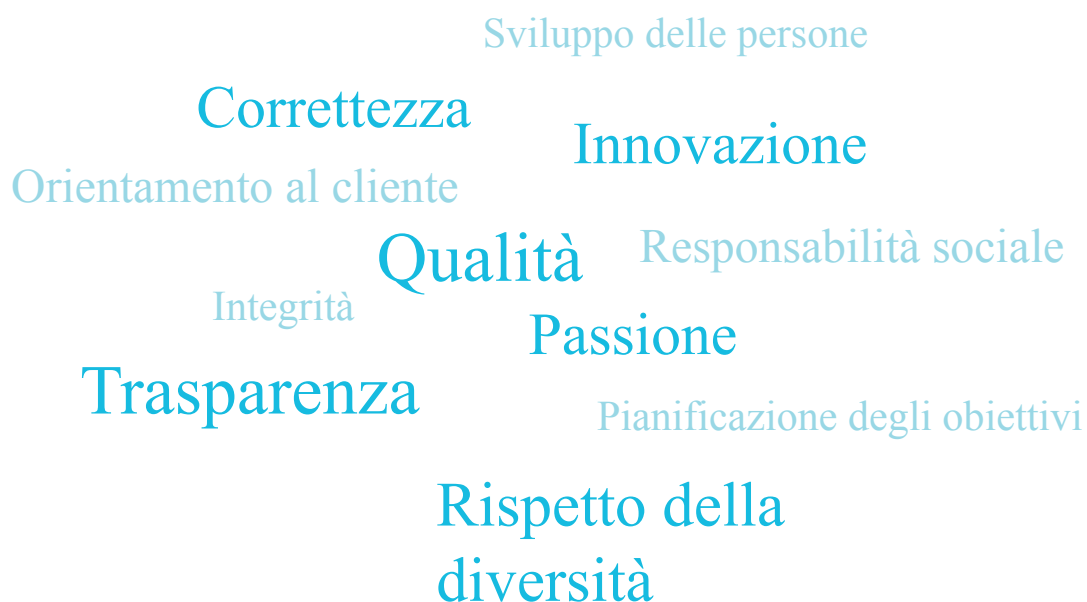 Sviluppo delle persone
Correttezza
Innovazione
Orientamento al cliente
Qualità
Responsabilità sociale
Integrità
Passione
Trasparenza
Pianificazione degli obiettivi
Rispetto della
diversità